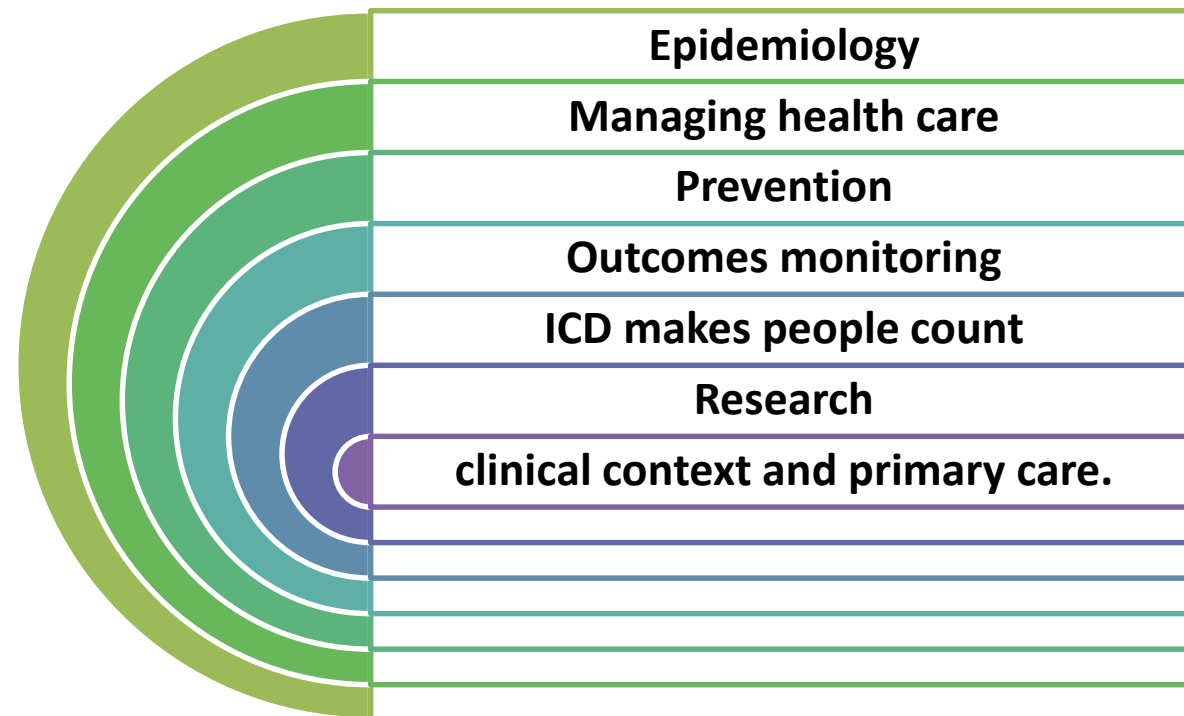 Epidemiology
Managing health care
Prevention
Outcomes monitoring
ICD makes people count
Research
clinical context and primary care.